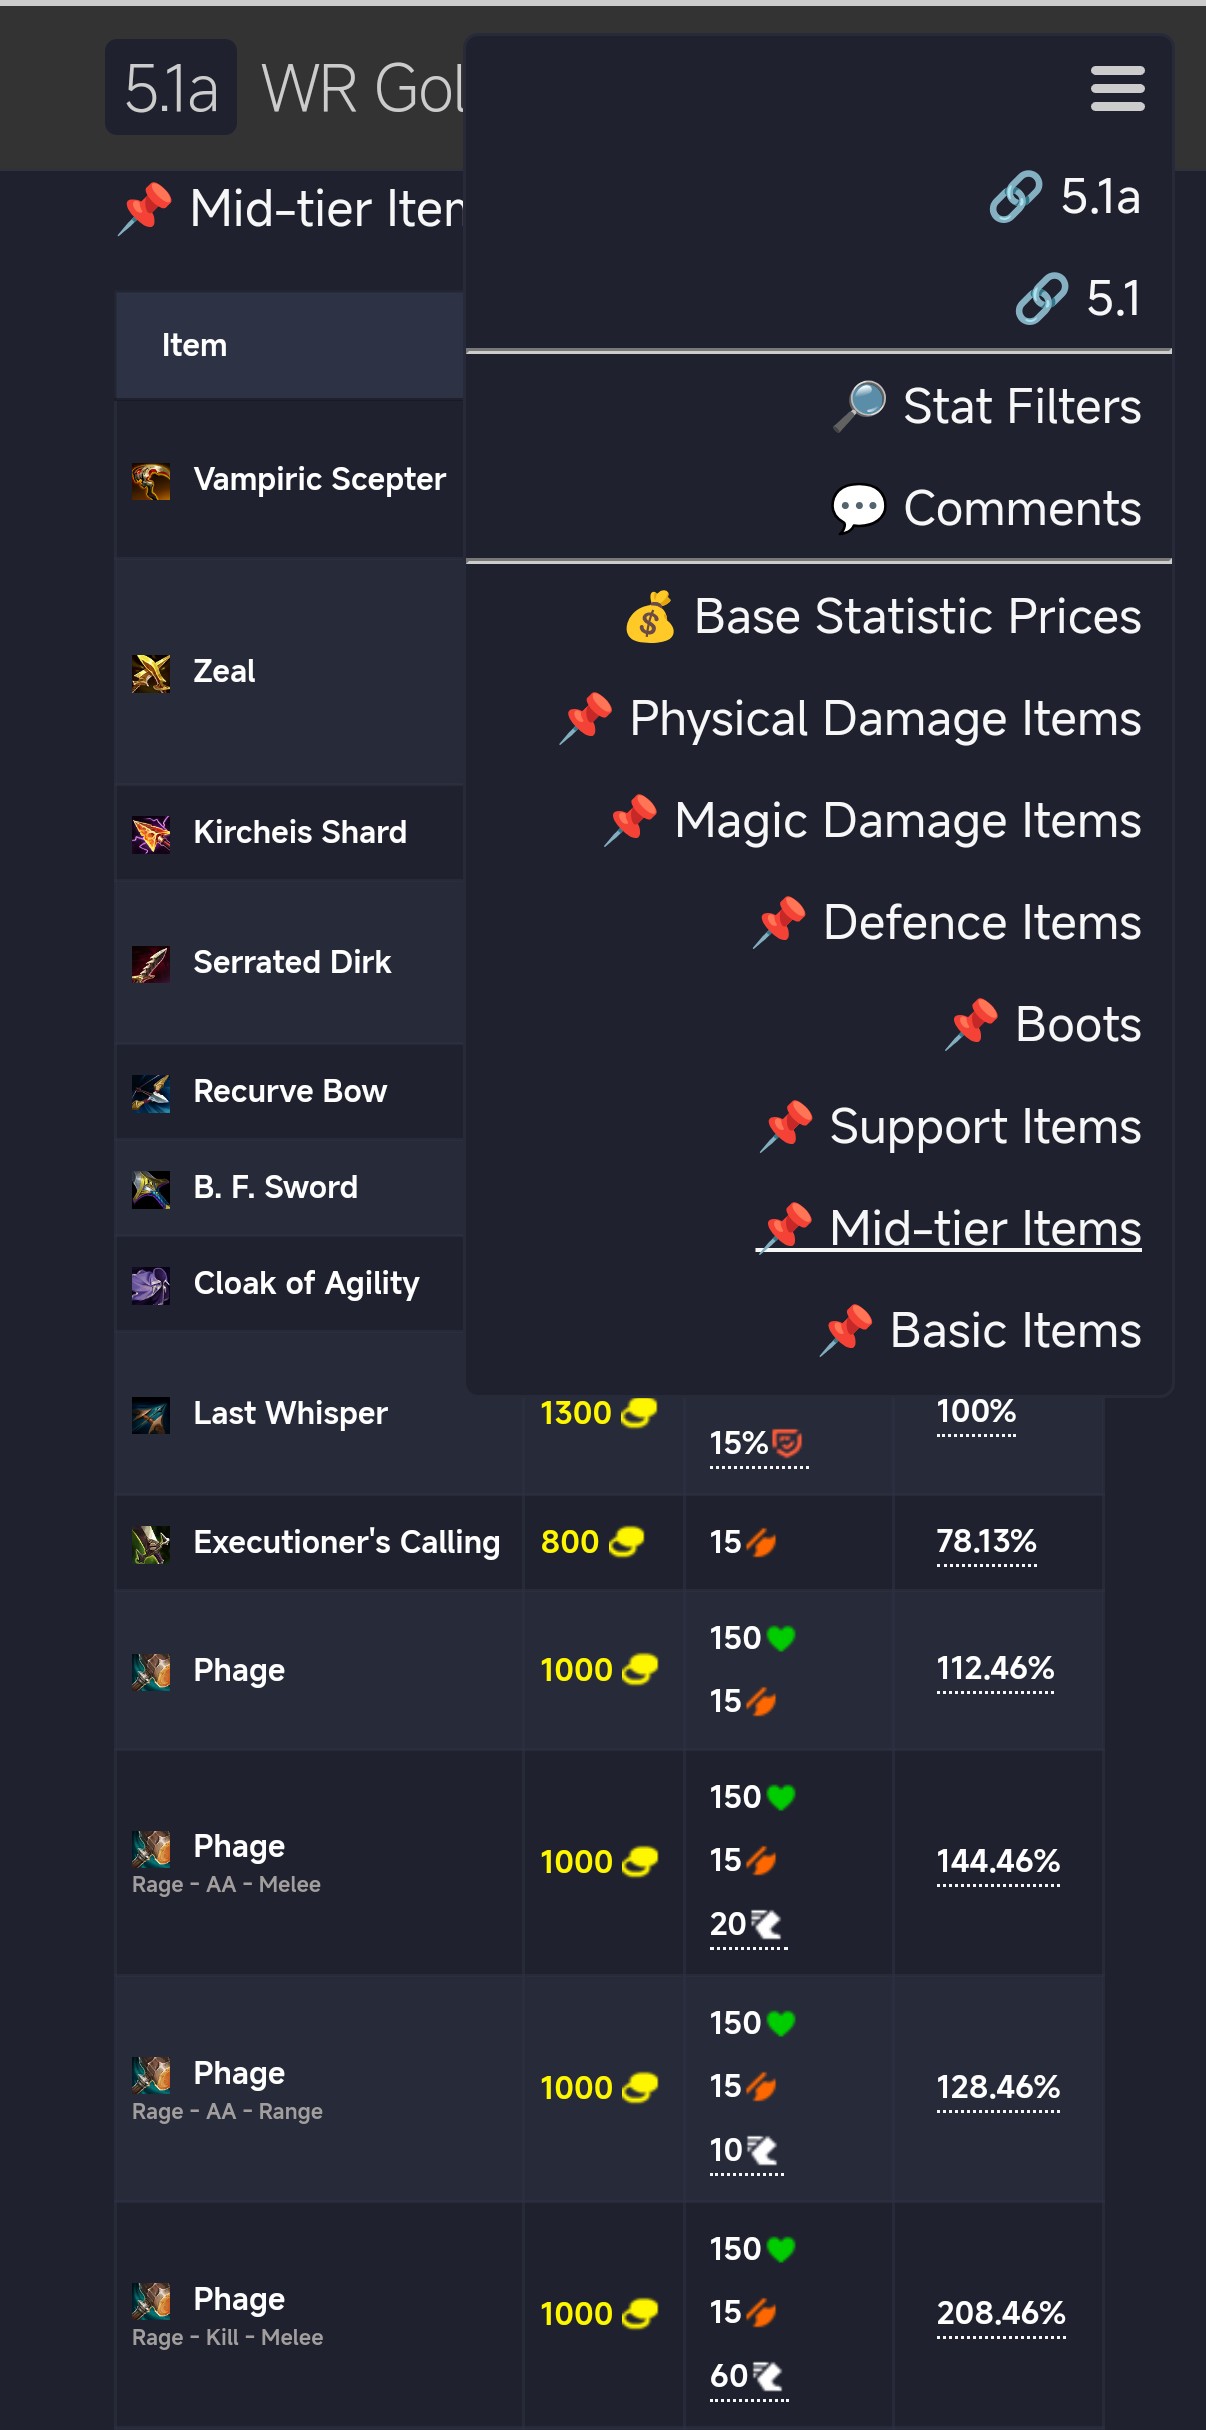 5.1a WR Gol
5.1a
5.1
Stat Filters
Comments
Base Statistic Prices
Physical Damage Items
Magic Damage Items
Defence Items
Boots
Support Items
Mid-tier Items
Basic Items
Mid-tier Item
Item
Vampiric Scepter
Zeal
Kircheis Shard
Serrated Dirk
Recurve Bow
B. F. Sword
Cloak of Agility
Last Whisper 1300 15% 100%
Executioner's Calling 800 15 78.13%
Phage 1000 150 112.46%
15
Phage 1000 150 144.46%
Rage - AA - Melee
15
20
Phage 1000 150 128.46%
Rage - AA - Range
15
10
Phage 1000 150 208.46%
Rage - Kill - Melee
15
60